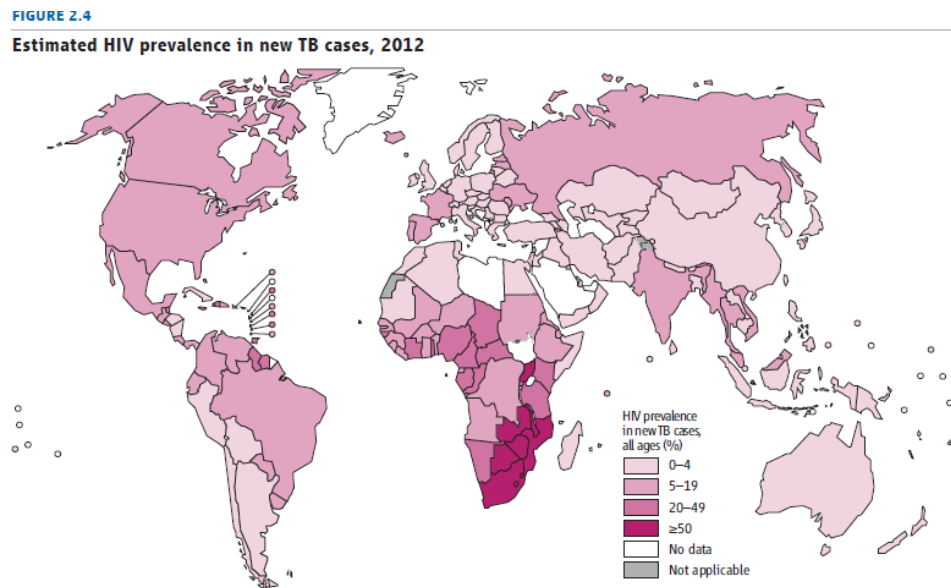 FIGURE 2.4
Estimated HIV prevalence in new TB cases, 2012
HIV prevalence
in new TB cases,
all ages (%)
0–4
5–19
20–49
≥50
No data
Not applicable